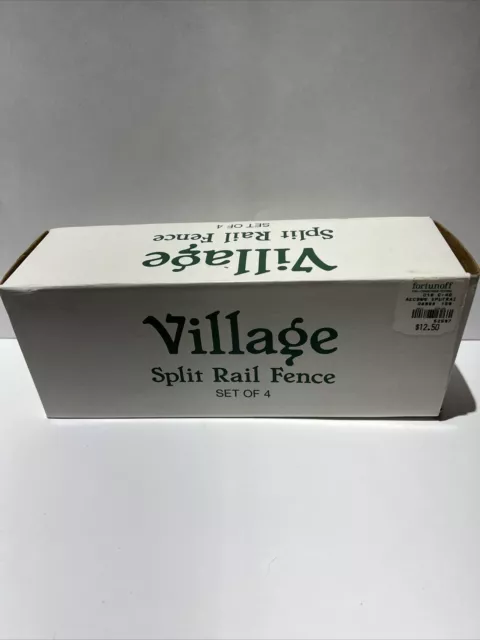 Village
Split Rail Fence
SET OF 4
Village
Split Rail Fence
SET OF 4
fortunoff
$12.50